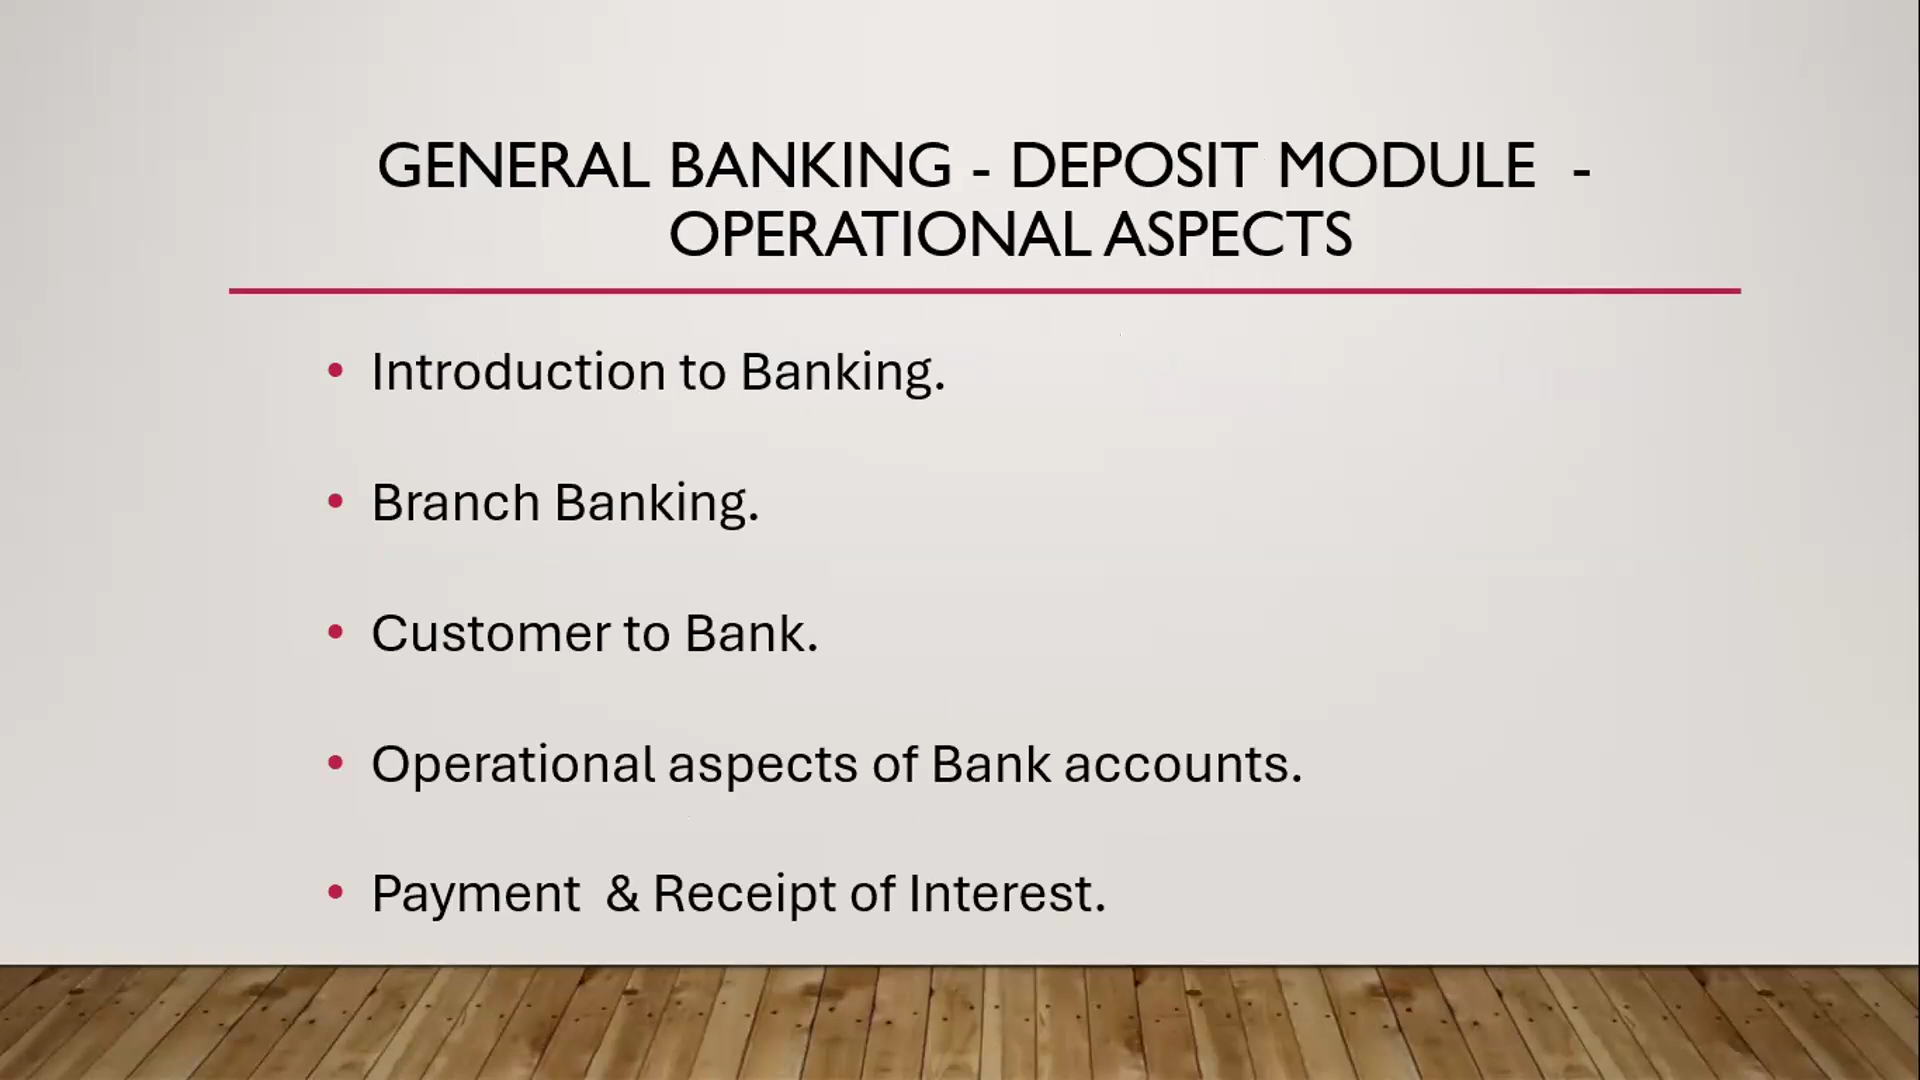 GENERAL BANKING - DEPOSIT MODULE  -
OPERATIONAL ASPECTS
• Introduction to Banking.
• Branch Banking.
• Customer to Bank.
• Operational aspects of Bank accounts.
• Payment  & Receipt of Interest.